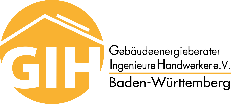 GIH
Gebäudeenergieberater
Ingenieure Handwerker e.V.
Baden-Württemberg